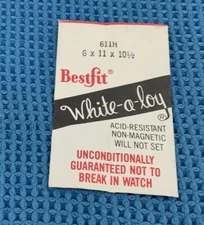 611H
6 x 11 x 10½
Bestfit®
White-a-loy
®
ACID-RESISTANT
NON-MAGNETIC
WILL NOT SET
UNCONDITIONALLY
GUARANTEED NOT TO
BREAK IN WATCH